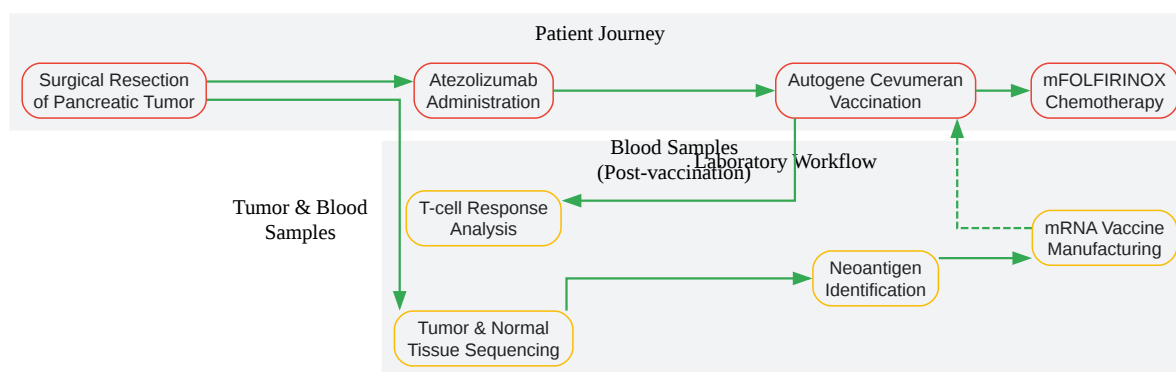 Patient Journey
Surgical Resection
of Pancreatic Tumor
Atezolizumab
Administration
Autogene Cevumeran
Vaccination
mFOLFIRINOX
Chemotherapy
Blood Samples
(Post-vaccination)
Laboratory Workflow
Tumor & Blood
Samples
T-cell Response
Analysis
mRNA Vaccine
Manufacturing
Neoantigen
Identification
Tumor & Normal
Tissue Sequencing